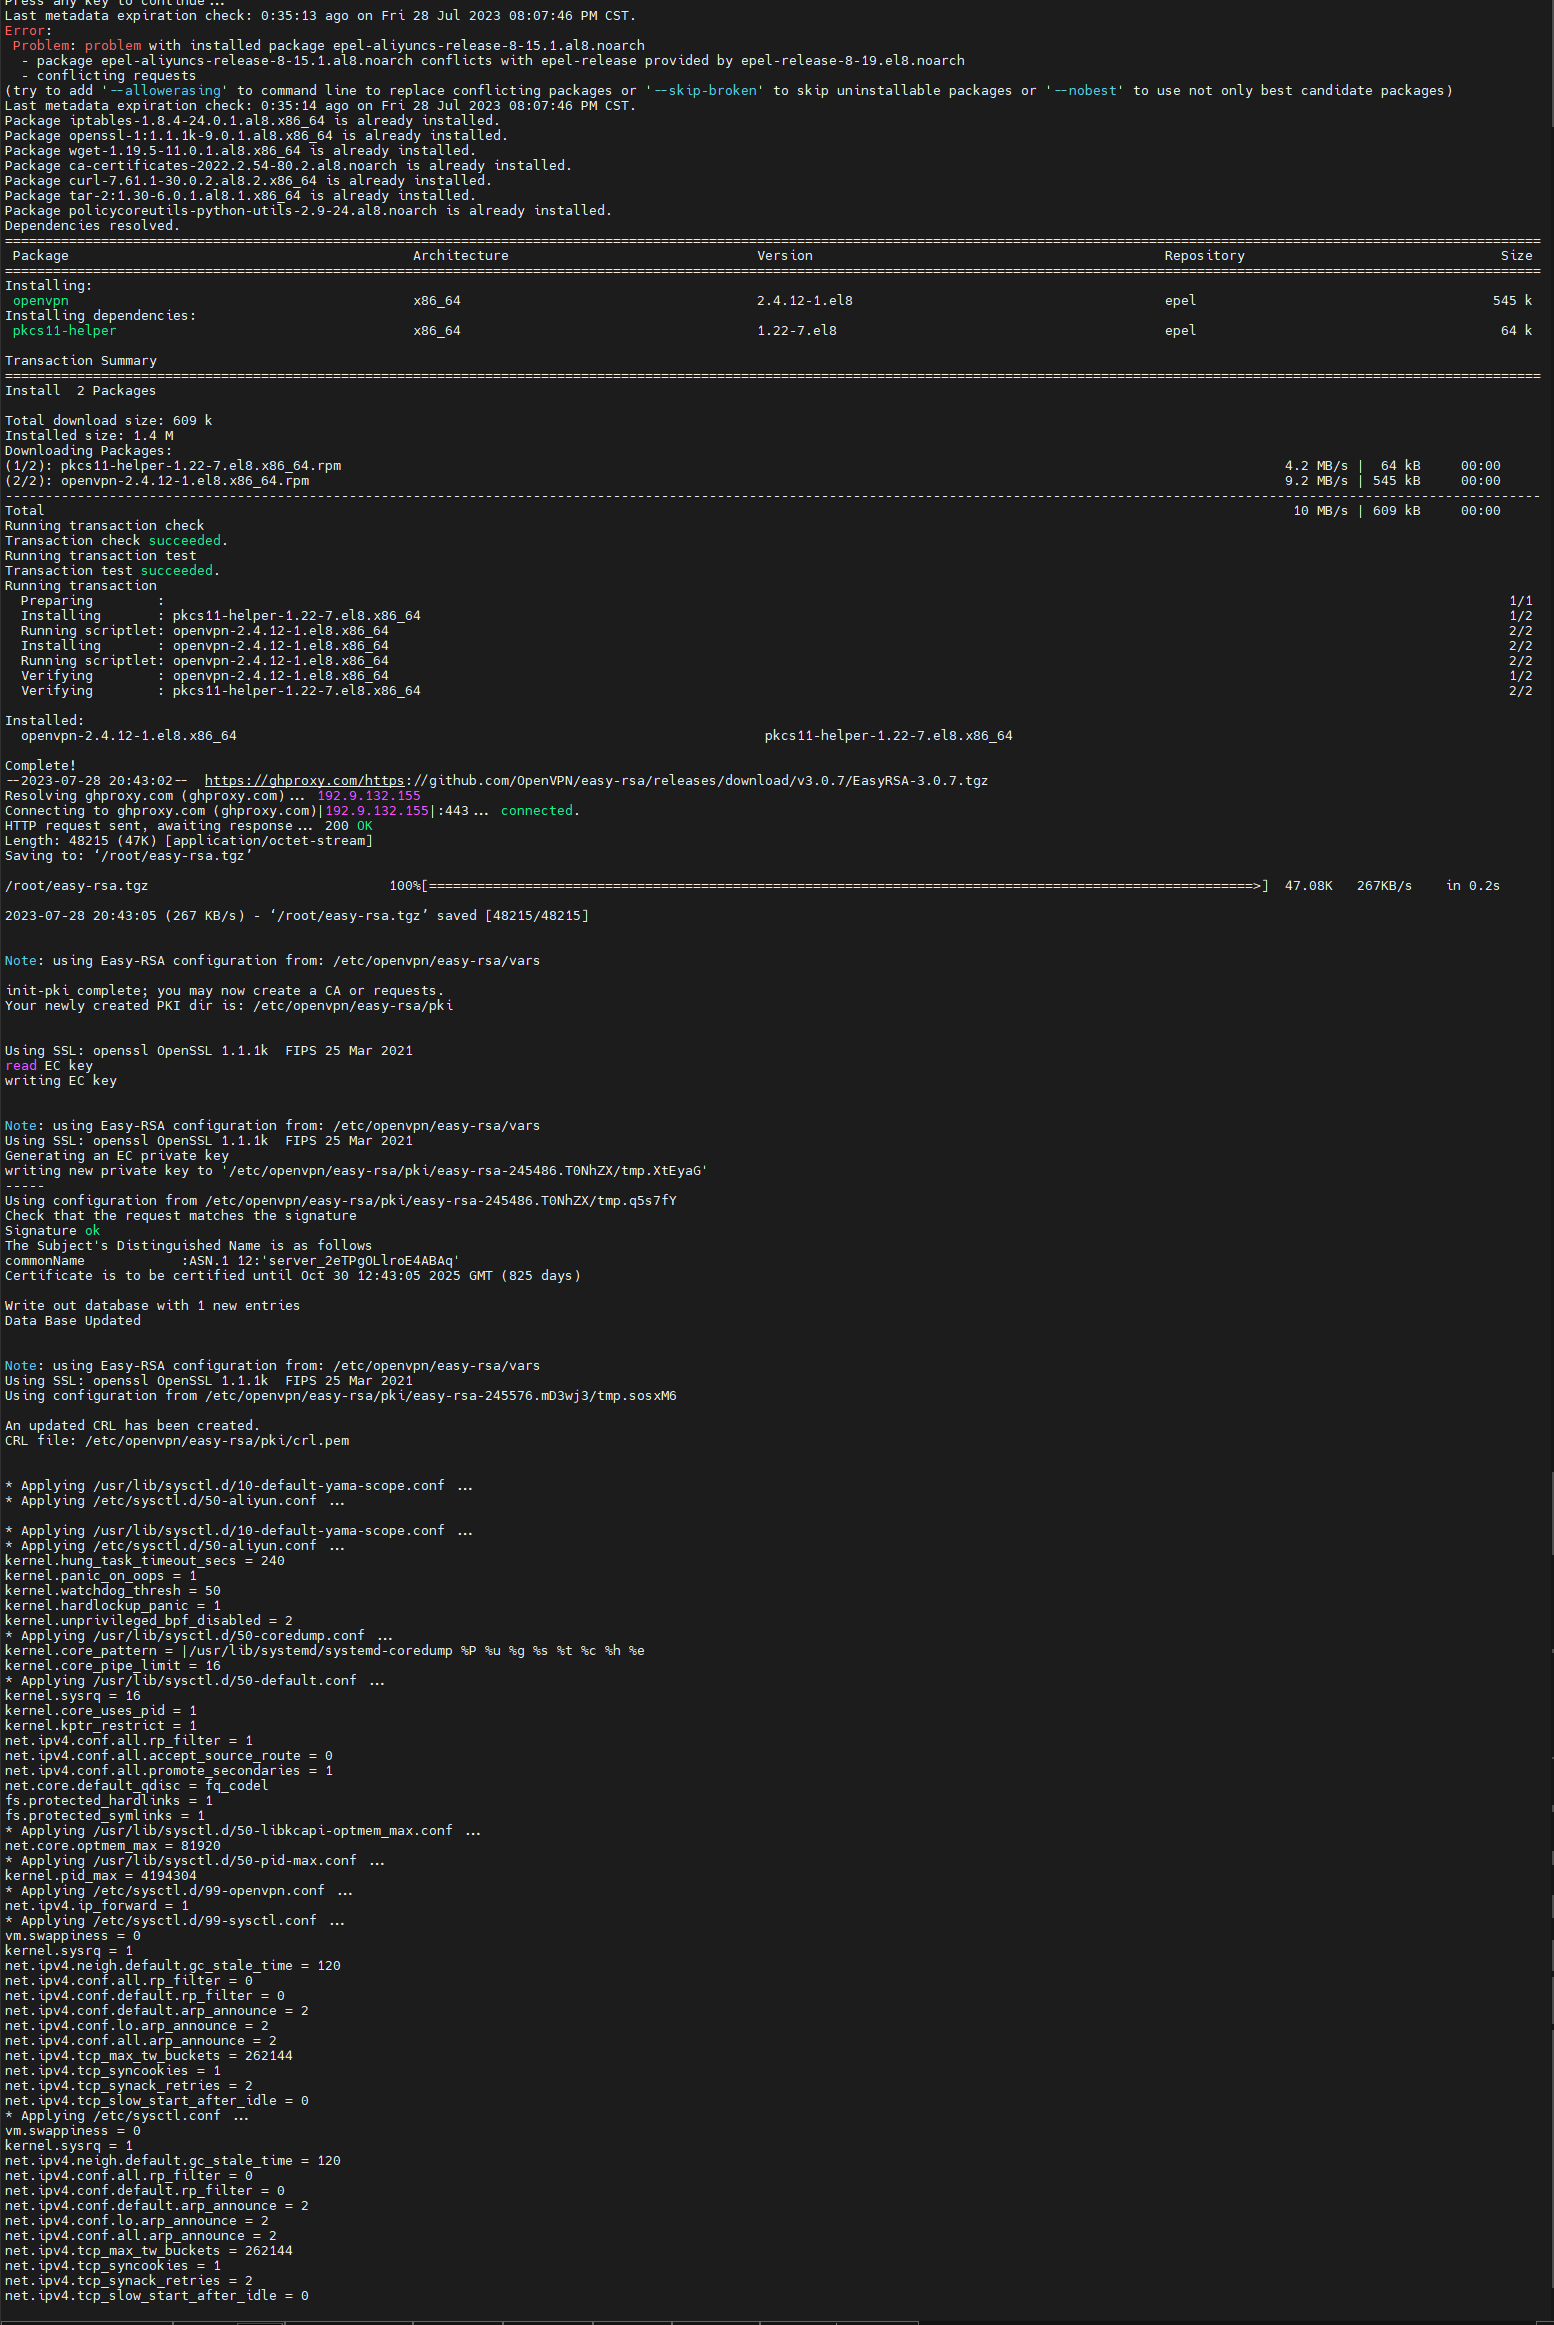 Press any key to continue...
Last metadata expiration check: 0:35:13 ago on Fri 28 Jul 2023 08:07:46 PM CST.
Error:
 Problem: problem with installed package epel-aliyuncs-release-8-15.1.al8.noarch
  - package epel-aliyuncs-release-8-15.1.al8.noarch conflicts with epel-release provided by epel-release-8-19.el8.noarch
  - conflicting requests
(try to add '--allowerasing' to command line to replace conflicting packages or '--skip-broken' to skip uninstallable packages or '--nobest' to use not only best candidate packages)
Last metadata expiration check: 0:35:14 ago on Fri 28 Jul 2023 08:07:46 PM CST.
Package iptables-1.8.4-24.0.1.al8.x86_64 is already installed.
Package openssl-1:1.1.1k-9.0.1.al8.x86_64 is already installed.
Package wget-1.19.5-11.0.1.al8.x86_64 is already installed.
Package ca-certificates-2022.2.54-80.2.al8.noarch is already installed.
Package curl-7.61.1-30.0.2.al8.2.x86_64 is already installed.
Package tar-2:1.30-6.0.1.al8.1.x86_64 is already installed.
Package policycoreutils-python-utils-2.9-24.al8.noarch is already installed.
Dependencies resolved.
 Package Architecture Version Repository Size
Installing:
 openvpn x86_64 2.4.12-1.el8 epel 545 k
Installing dependencies:
 pkcs11-helper x86_64 1.22-7.el8 epel 64 k
Transaction Summary
Install  2 Packages
Total download size: 609 k
Installed size: 1.4 M
Downloading Packages:
(1/2): pkcs11-helper-1.22-7.el8.x86_64.rpm 4.2 MB/s |  64 kB 00:00
(2/2): openvpn-2.4.12-1.el8.x86_64.rpm 9.2 MB/s | 545 kB 00:00
Total 10 MB/s | 609 kB 00:00
Running transaction check
Transaction check succeeded.
Running transaction test
Transaction test succeeded.
Running transaction
  Preparing : 1/1
  Installing : pkcs11-helper-1.22-7.el8.x86_64 1/2
  Running scriptlet: openvpn-2.4.12-1.el8.x86_64 2/2
  Installing : openvpn-2.4.12-1.el8.x86_64 2/2
  Running scriptlet: openvpn-2.4.12-1.el8.x86_64 2/2
  Verifying : openvpn-2.4.12-1.el8.x86_64 1/2
  Verifying : pkcs11-helper-1.22-7.el8.x86_64 2/2
Installed:
  openvpn-2.4.12-1.el8.x86_64 pkcs11-helper-1.22-7.el8.x86_64
Complete!
--2023-07-28 20:43:02--  https://ghproxy.com/https://github.com/OpenVPN/easy-rsa/releases/download/v3.0.7/EasyRSA-3.0.7.tgz
Resolving ghproxy.com (ghproxy.com)... 192.9.132.155
Connecting to ghproxy.com (ghproxy.com)|192.9.132.155|:443... connected.
HTTP request sent, awaiting response... 200 OK
Length: 48215 (47K) [application/octet-stream]
Saving to: ‘/root/easy-rsa.tgz’
/root/easy-rsa.tgz 100%[=====>] 47.08K 267KB/s in 0.2s
2023-07-28 20:43:05 (267 KB/s) - ‘/root/easy-rsa.tgz’ saved [48215/48215]
Note: using Easy-RSA configuration from: /etc/openvpn/easy-rsa/vars
init-pki complete; you may now create a CA or requests.
Your newly created PKI dir is: /etc/openvpn/easy-rsa/pki
Using SSL: openssl OpenSSL 1.1.1k  FIPS 25 Mar 2021
read EC key
writing EC key
Note: using Easy-RSA configuration from: /etc/openvpn/easy-rsa/vars
Using SSL: openssl OpenSSL 1.1.1k  FIPS 25 Mar 2021
Generating an EC private key
writing new private key to '/etc/openvpn/easy-rsa/pki/easy-rsa-245486.T0NhZX/tmp.XtEyaG'
-----
Using configuration from /etc/openvpn/easy-rsa/pki/easy-rsa-245486.T0NhZX/tmp.q5s7fY
Check that the request matches the signature
Signature ok
The Subject's Distinguished Name is as follows
commonName            :ASN.1 12:'server_2eTPgOLlroE4ABAq'
Certificate is to be certified until Oct 30 12:43:05 2025 GMT (825 days)
Write out database with 1 new entries
Data Base Updated
Note: using Easy-RSA configuration from: /etc/openvpn/easy-rsa/vars
Using SSL: openssl OpenSSL 1.1.1k  FIPS 25 Mar 2021
Using configuration from /etc/openvpn/easy-rsa/pki/easy-rsa-245576.mD3wj3/tmp.sosxM6
An updated CRL has been created.
CRL file: /etc/openvpn/easy-rsa/pki/crl.pem
* Applying /usr/lib/sysctl.d/10-default-yama-scope.conf ...
* Applying /etc/sysctl.d/50-aliyun.conf ...
* Applying /usr/lib/sysctl.d/10-default-yama-scope.conf ...
* Applying /etc/sysctl.d/50-aliyun.conf ...
kernel.hung_task_timeout_secs = 240
kernel.panic_on_oops = 1
kernel.watchdog_thresh = 50
kernel.hardlockup_panic = 1
kernel.unprivileged_bpf_disabled = 2
* Applying /usr/lib/sysctl.d/50-coredump.conf ...
kernel.core_pattern = |/usr/lib/systemd/systemd-coredump %P %u %g %s %t %c %h %e
kernel.core_pipe_limit = 16
* Applying /usr/lib/sysctl.d/50-default.conf ...
kernel.sysrq = 16
kernel.core_uses_pid = 1
kernel.kptr_restrict = 1
net.ipv4.conf.all.rp_filter = 1
net.ipv4.conf.all.accept_source_route = 0
net.ipv4.conf.all.promote_secondaries = 1
net.core.default_qdisc = fq_codel
fs.protected_hardlinks = 1
fs.protected_symlinks = 1
* Applying /usr/lib/sysctl.d/50-libkcapi-optmem_max.conf ...
net.core.optmem_max = 81920
* Applying /usr/lib/sysctl.d/50-pid-max.conf ...
kernel.pid_max = 4194304
* Applying /etc/sysctl.d/99-openvpn.conf ...
net.ipv4.ip_forward = 1
* Applying /etc/sysctl.d/99-sysctl.conf ...
vm.swappiness = 0
kernel.sysrq = 1
net.ipv4.neigh.default.gc_stale_time = 120
net.ipv4.conf.all.rp_filter = 0
net.ipv4.conf.default.rp_filter = 0
net.ipv4.conf.default.arp_announce = 2
net.ipv4.conf.lo.arp_announce = 2
net.ipv4.conf.all.arp_announce = 2
net.ipv4.tcp_max_tw_buckets = 262144
net.ipv4.tcp_syncookies = 1
net.ipv4.tcp_synack_retries = 2
net.ipv4.tcp_slow_start_after_idle = 0
* Applying /etc/sysctl.conf ...
vm.swappiness = 0
kernel.sysrq = 1
net.ipv4.neigh.default.gc_stale_time = 120
net.ipv4.conf.all.rp_filter = 0
net.ipv4.conf.default.rp_filter = 0
net.ipv4.conf.default.arp_announce = 2
net.ipv4.conf.lo.arp_announce = 2
net.ipv4.conf.all.arp_announce = 2
net.ipv4.tcp_max_tw_buckets = 262144
net.ipv4.tcp_syncookies = 1
net.ipv4.tcp_synack_retries = 2
net.ipv4.tcp_slow_start_after_idle = 0